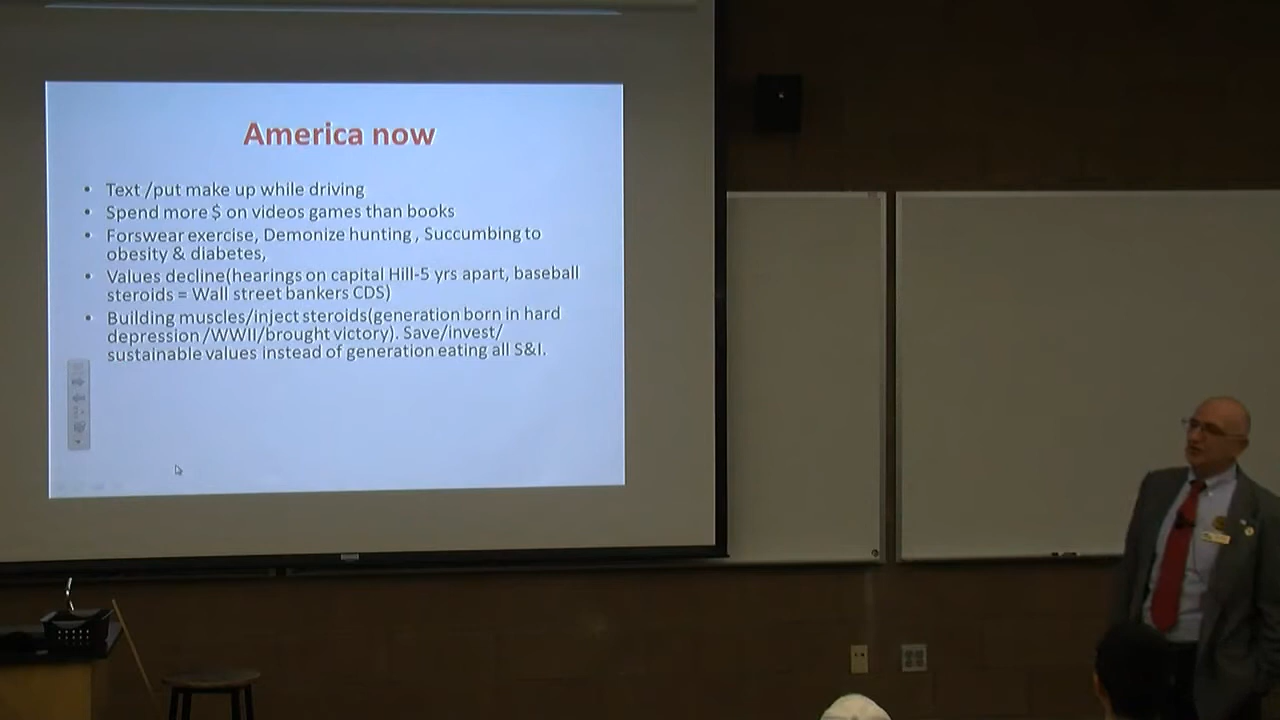 America now
• Text /put make up while driving
• Spend more $ on videos games than books
• Forswear exercise, Demonize hunting , Succumbing to
obesity & diabetes,
• Values decline(hearings on capital Hill-5 yrs apart, baseball
steroids = Wall street bankers CDS)
• Building muscles/inject steroids(generation born in hard
depression /WWII/brought victory). Save/invest/
sustainable values instead of generation eating all S&I.